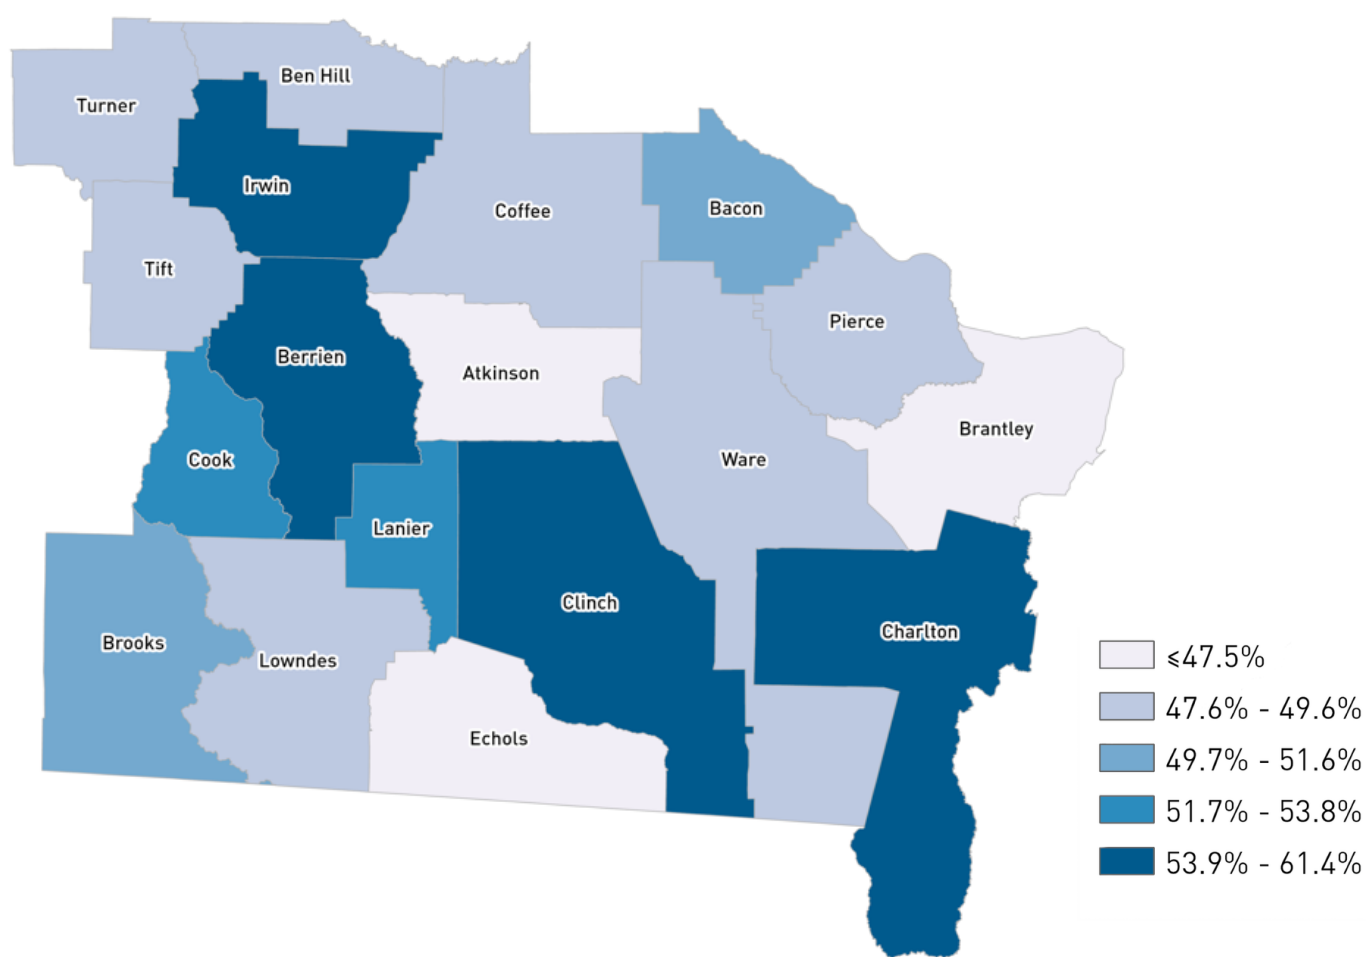 Ben Hill
Turner
Irwin
Coffee
Bacon
Tift
Pierce
Berrien
Atkinson
Brantley
Cook
Ware
Lanier
Clinch
Charlton
Brooks
Lowndes
Echols
≤47.5%
47.6% - 49.6%
49.7% - 51.6%
51.7% - 53.8%
53.9% - 61.4%